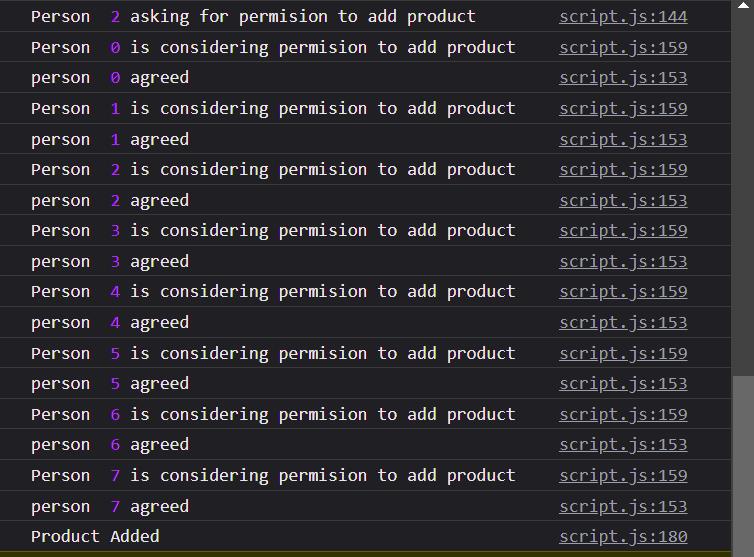 Person 2 asking for permision to add product script.js:144
Person 0 is considering permision to add product script.js:159
person 0 agreed script.js:153
Person 1 is considering permision to add product script.js:159
person 1 agreed script.js:153
Person 2 is considering permision to add product script.js:159
person 2 agreed script.js:153
Person 3 is considering permision to add product script.js:159
person 3 agreed script.js:153
Person 4 is considering permision to add product script.js:159
person 4 agreed script.js:153
Person 5 is considering permision to add product script.js:159
person 5 agreed script.js:153
Person 6 is considering permision to add product script.js:159
person 6 agreed script.js:153
Person 7 is considering permision to add product script.js:159
person 7 agreed script.js:153
Product Added script.js:180